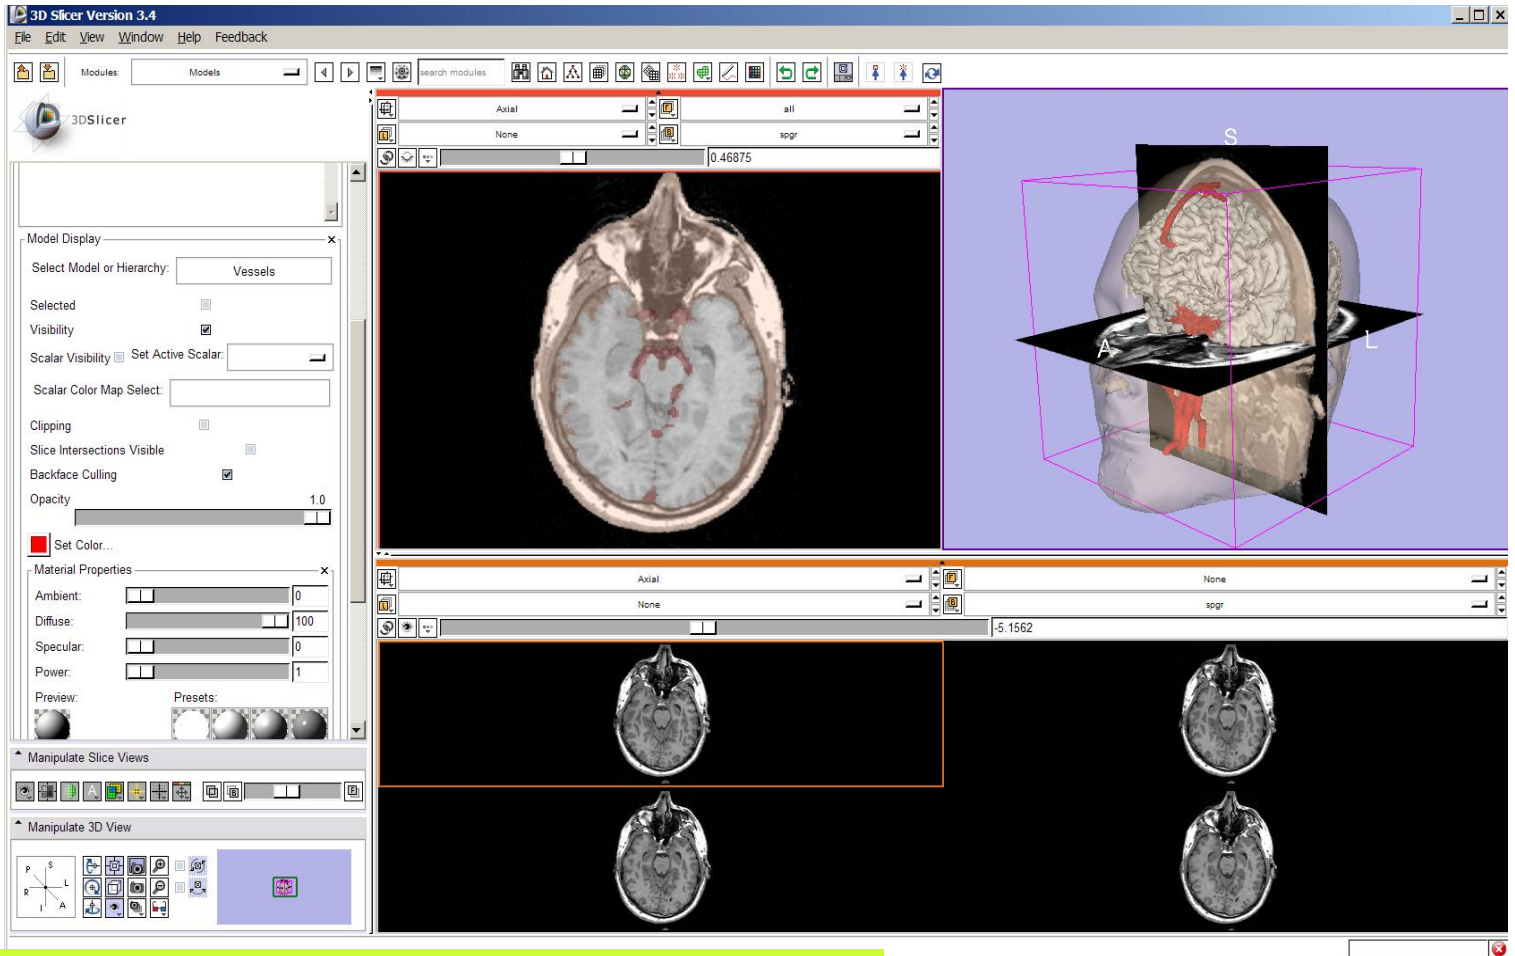 3D Slicer Version 3.4
File Edit View Window Help Feedback
Modules: Models search modules
3DSlicer
Axial all
None spgr
0.46875
S
A
L
Model Display
Select Model or Hierarchy: Vessels
Selected
Visibility
Scalar Visibility Set Active Scalar:
Scalar Color Map Select:
Clipping
Slice Intersections Visible
Backface Culling
Opacity 1.0
Set Color...
Material Properties
Ambient: 0
Diffuse: 100
Specular: 0
Power: 1
Preview: Presets:
Axial None
None spgr
-5.1562
Manipulate Slice Views
Manipulate 3D View
P S
R L
I A